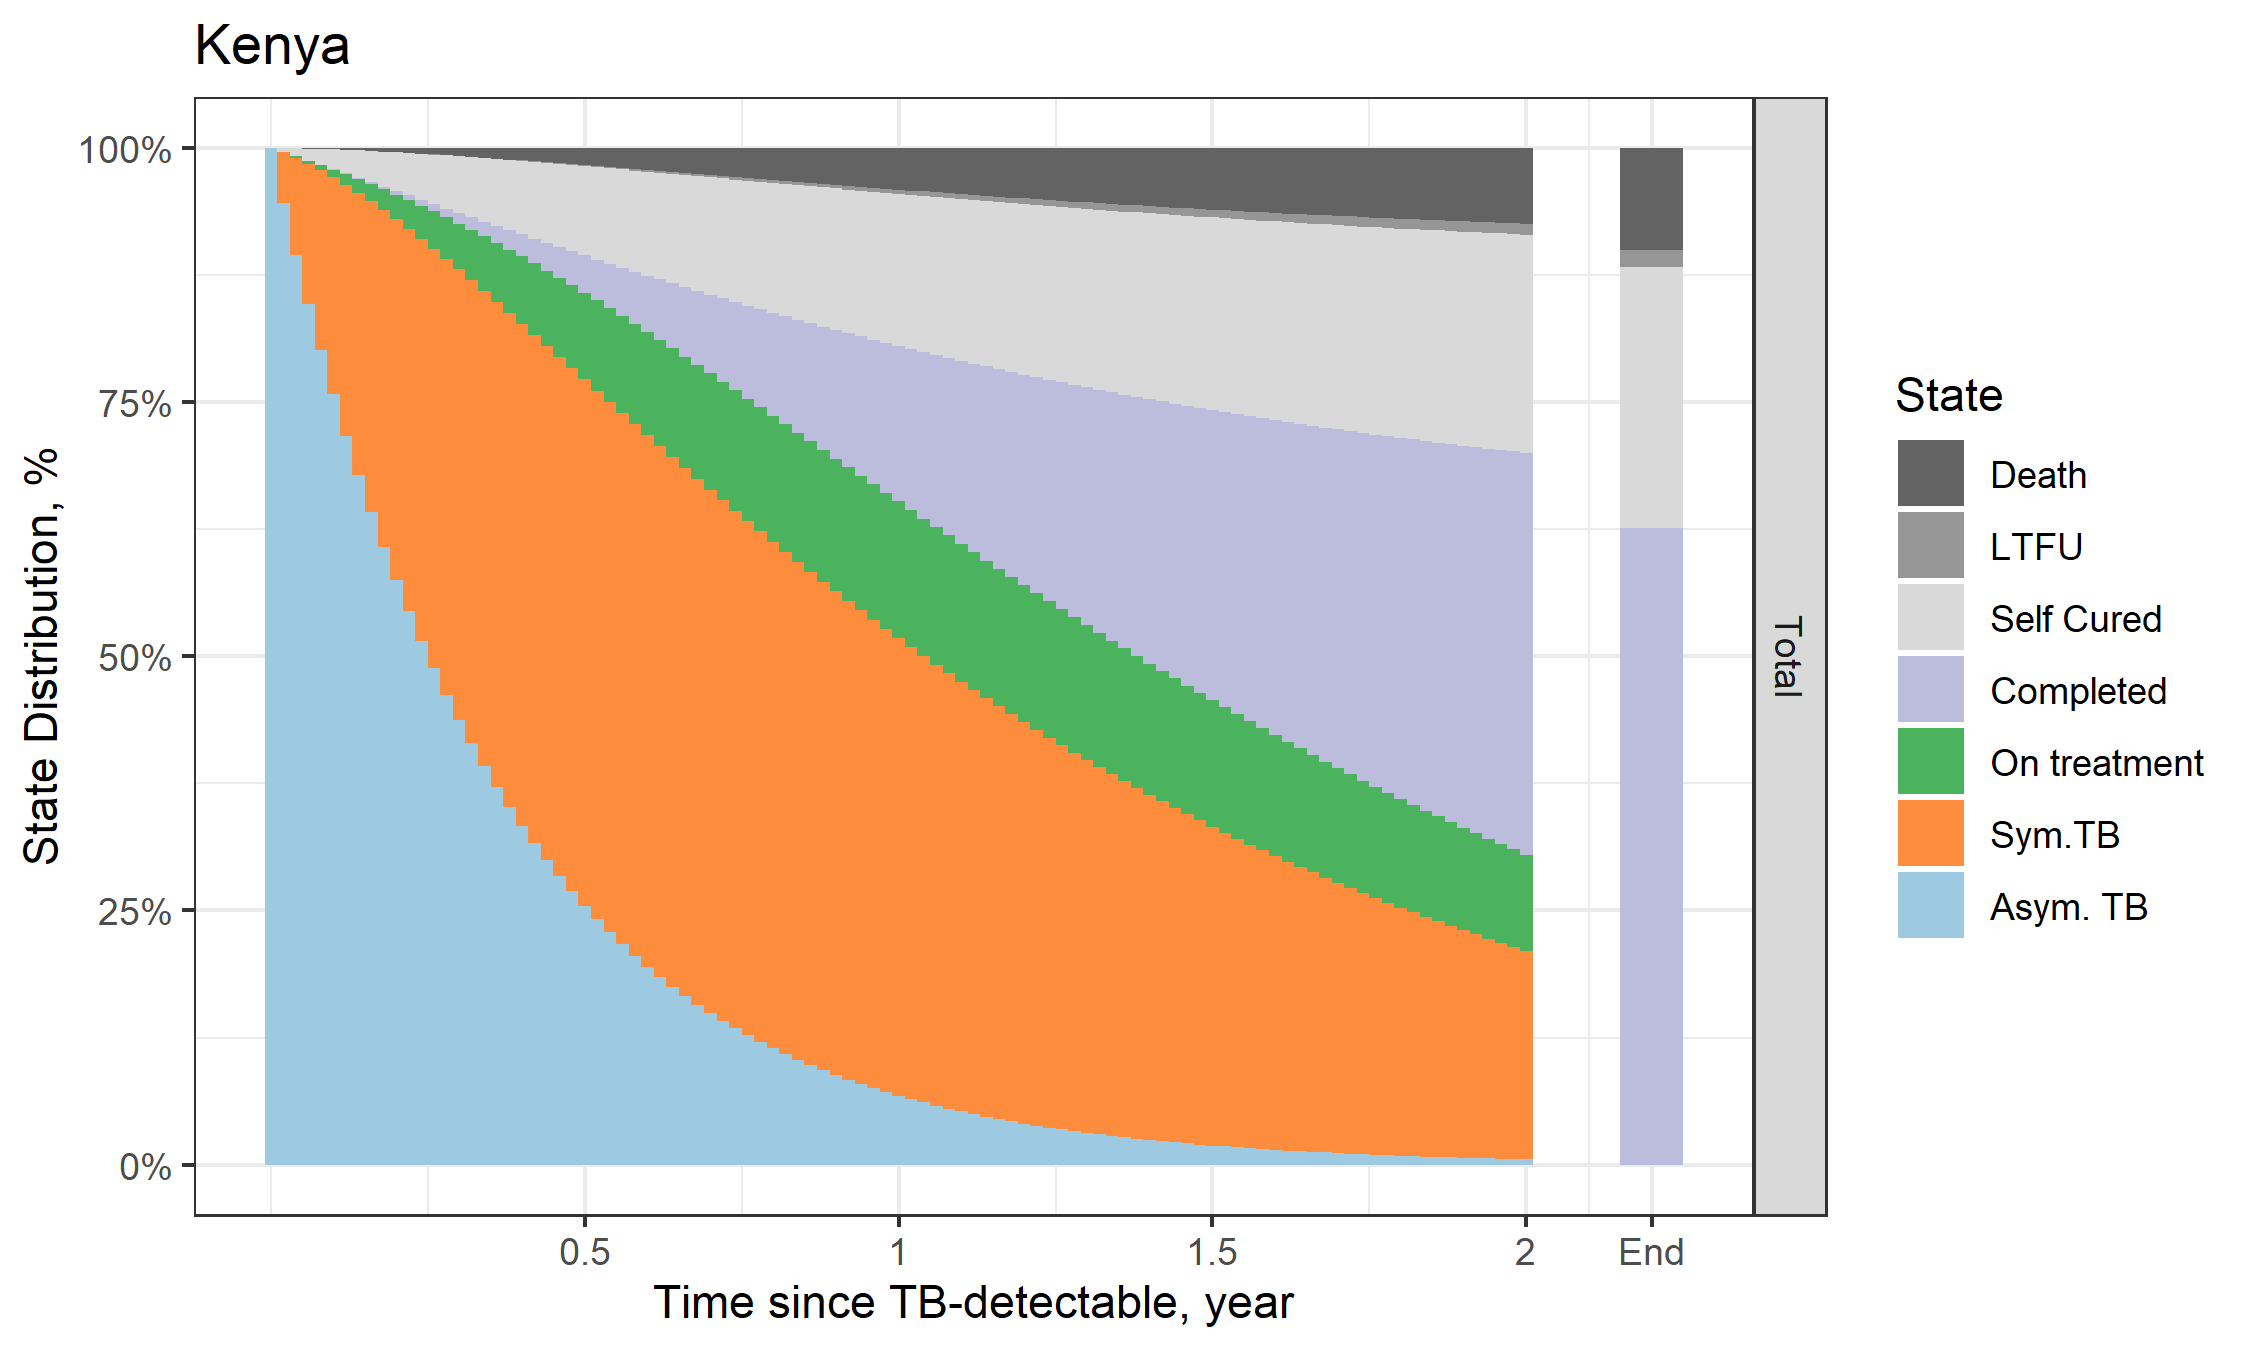 Kenya
State Distribution, %
100%
75%
50%
25%
0%
0.5
1
1.5
2
End
Time since TB-detectable, year
Total
State
Death
LTFU
Self Cured
Completed
On treatment
Sym.TB
Asym. TB